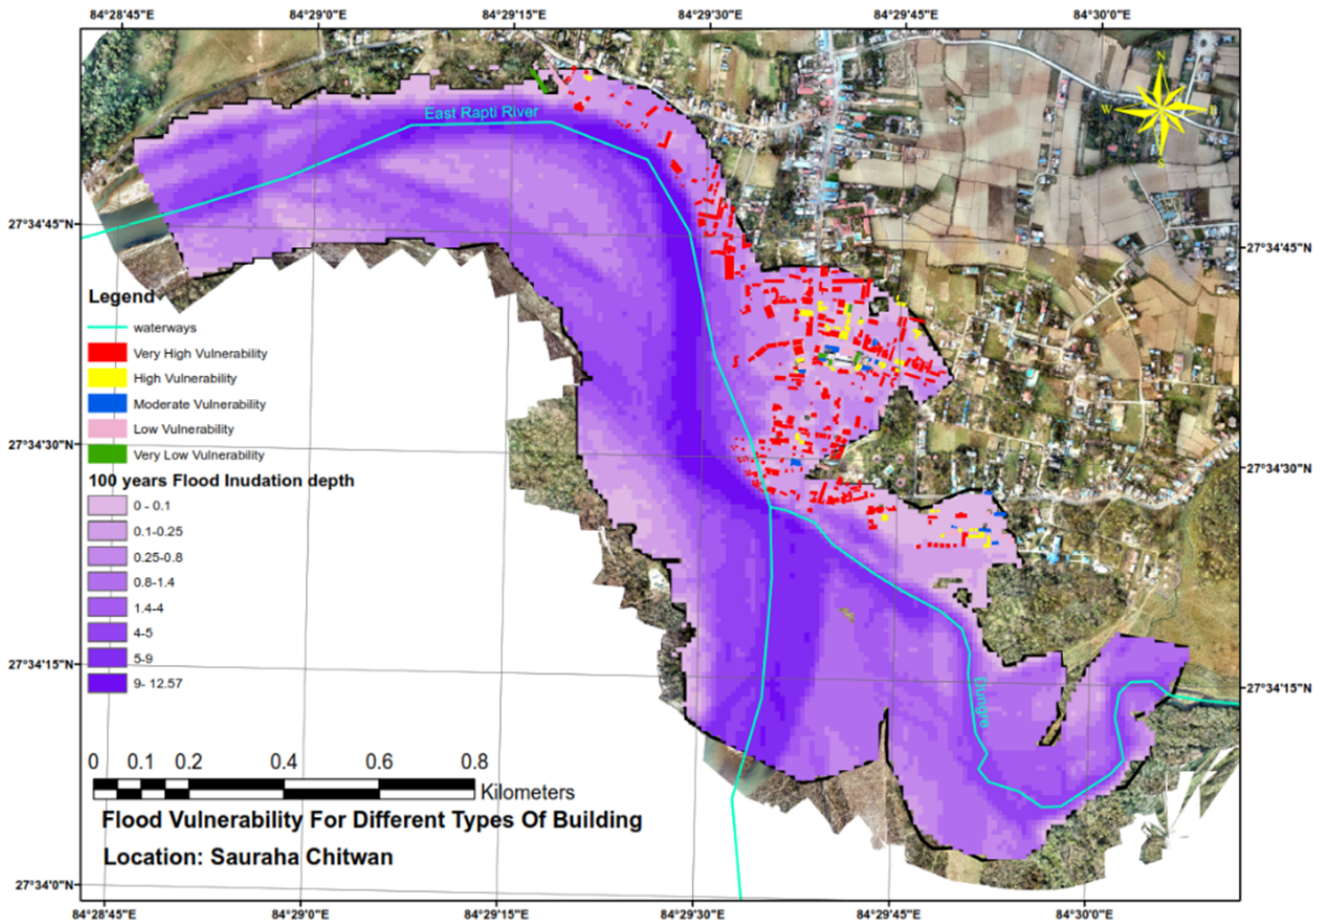 84°28'45"E 84°29'0"E 84°29'15"E 84°29'30"E 84°29'45"E 84°30'0"E
N
W
S
East Rapti River
27°34'45"N
27°34'45"N
Legend
waterways
Very High Vulnerability
High Vulnerability
Moderate Vulnerability
Low Vulnerability
Very Low Vulnerability
27°34'30"N
27°34'30"N
100 years Flood Inudation depth
0 - 0.1
0.1-0.25
0.25-0.8
0.8-1.4
1.4-4
4-5
5-9
9- 12.57
27°34'15"N
27°34'15"N
Dungre
0 0.1 0.2 0.4 0.6 0.8
Kilometers
Flood Vulnerability For Different Types Of Building
Location: Sauraha Chitwan
27°34'0"N
84°28'45"E 84°29'0"E 84°29'15"E 84°29'30"E 84°29'45"E 84°30'0"E